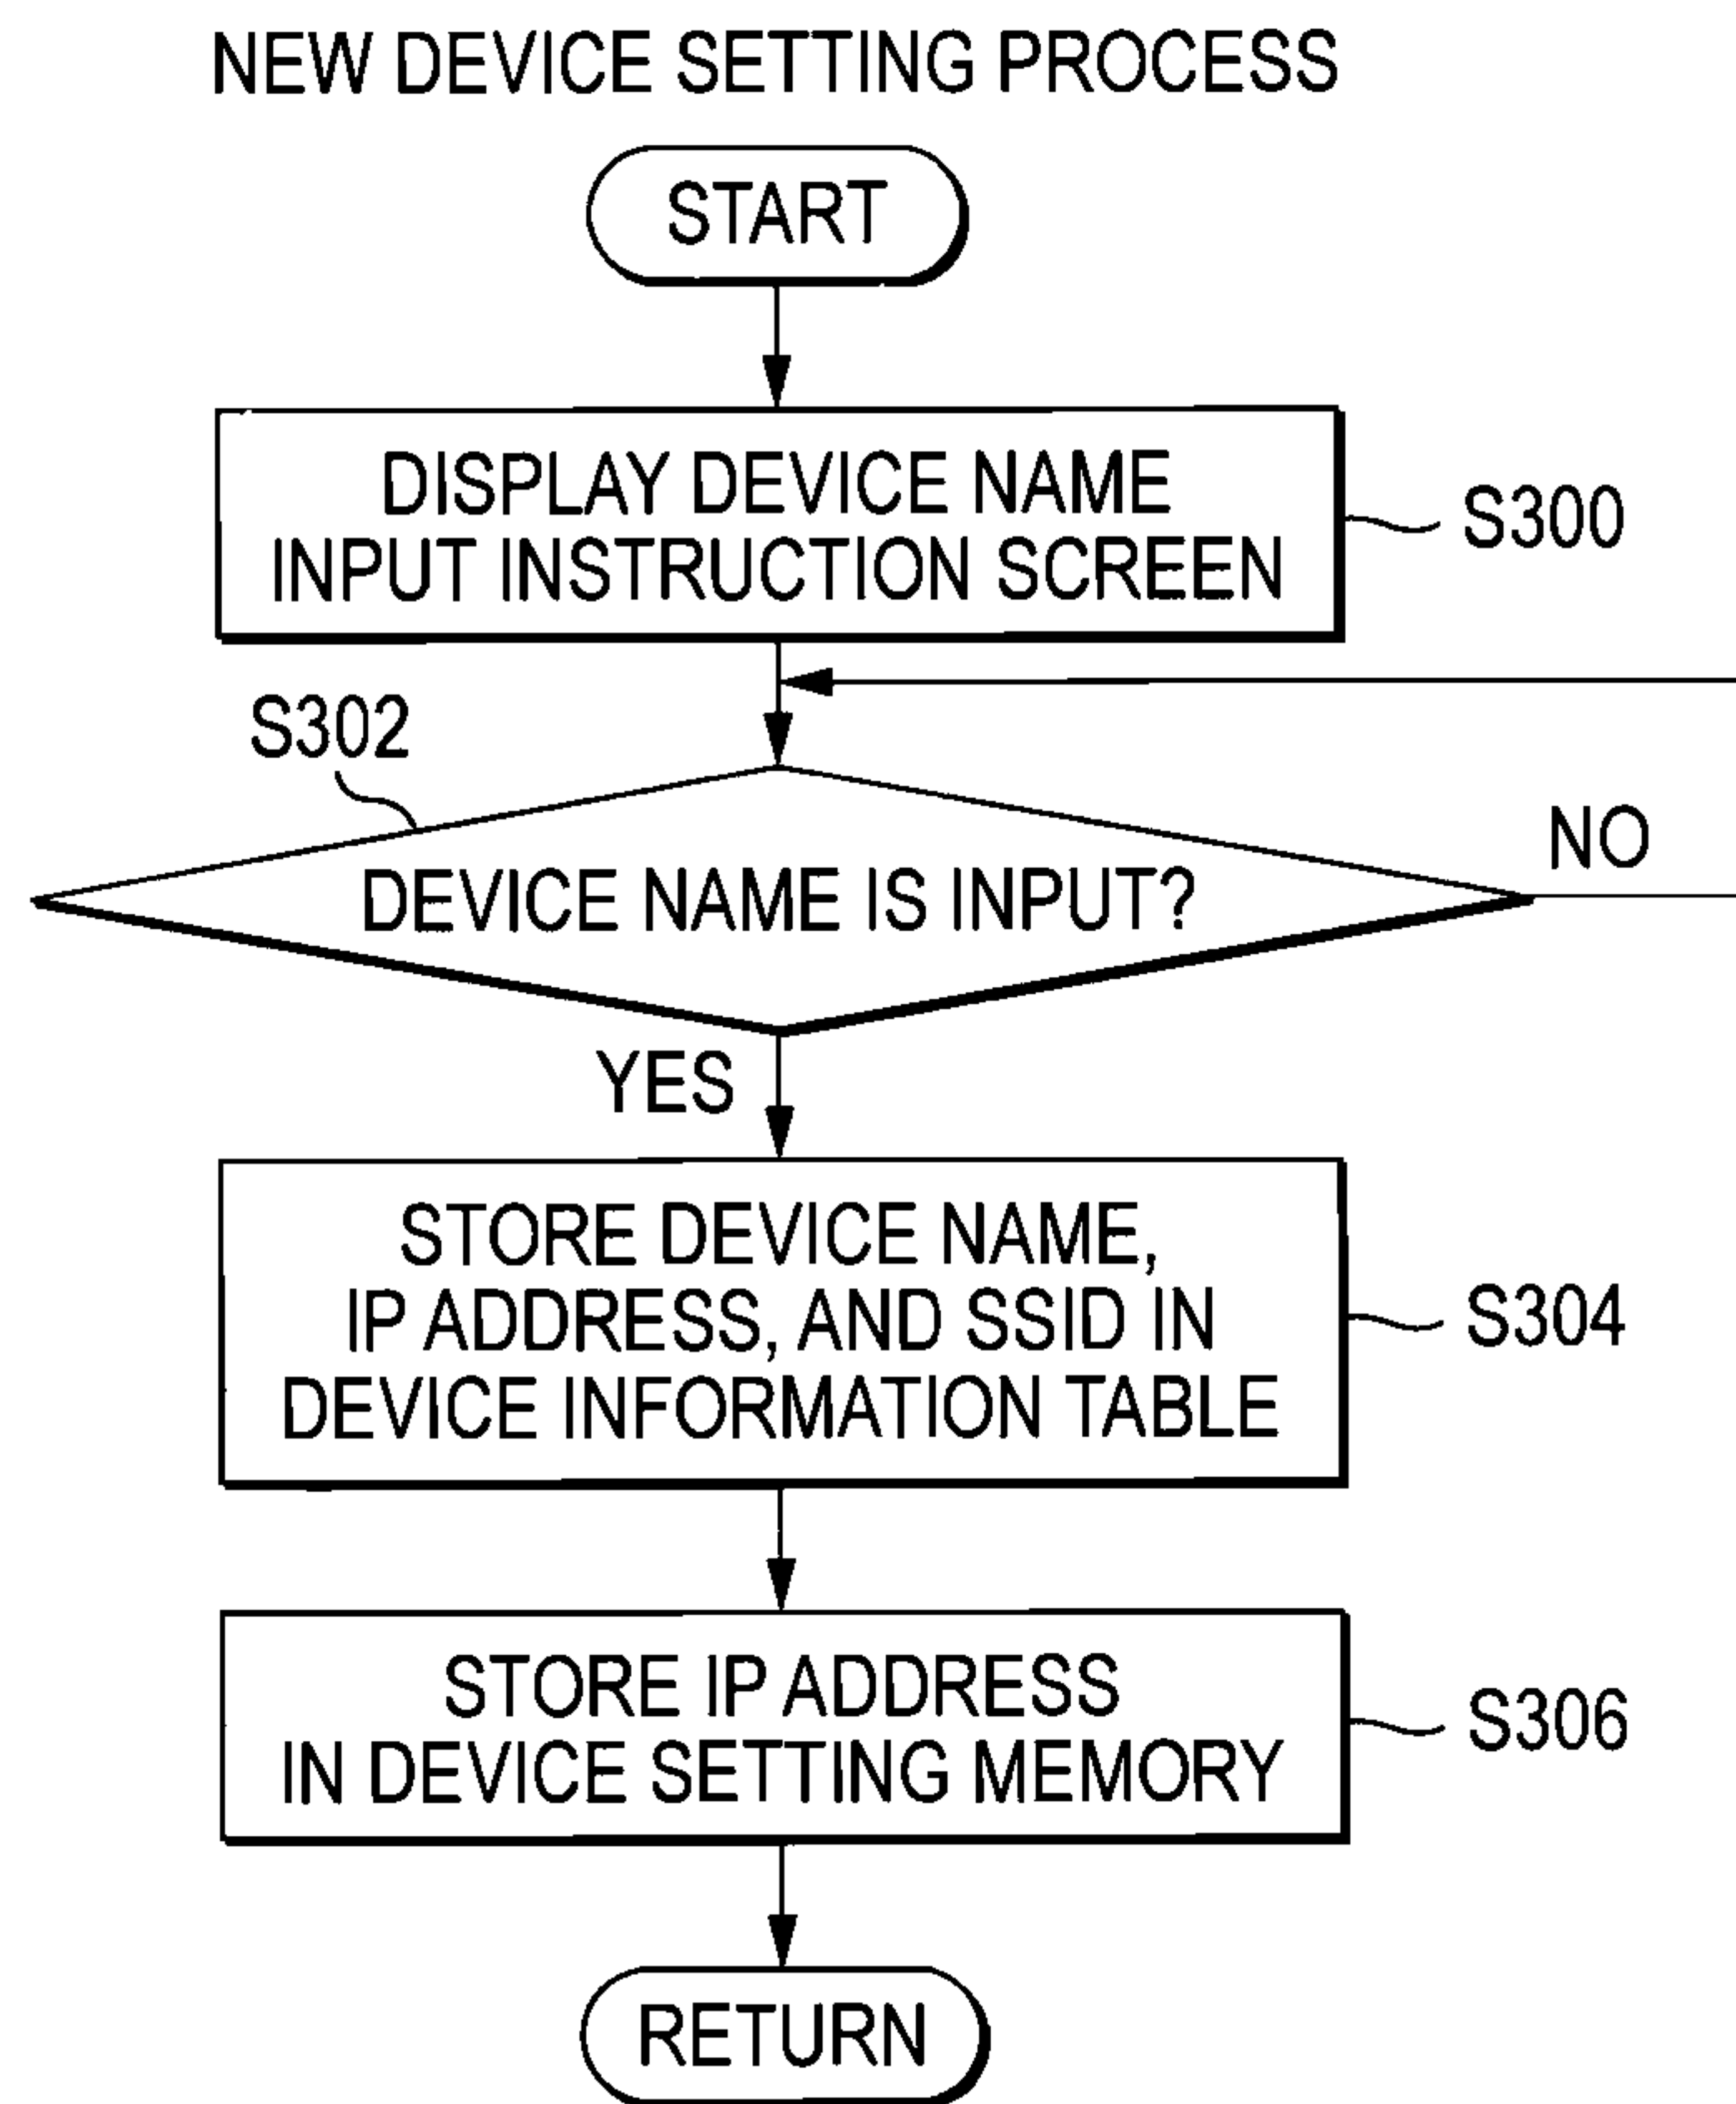 NEW DEVICE SETTING PROCESS
START
DISPLAY DEVICE NAME
INPUT INSTRUCTION SCREEN
S300
S302
DEVICE NAME IS INPUT?
NO
YES
STORE DEVICE NAME,
IP ADDRESS, AND SSID IN
DEVICE INFORMATION TABLE
S304
STORE IP ADDRESS
IN DEVICE SETTING MEMORY
S306
RETURN